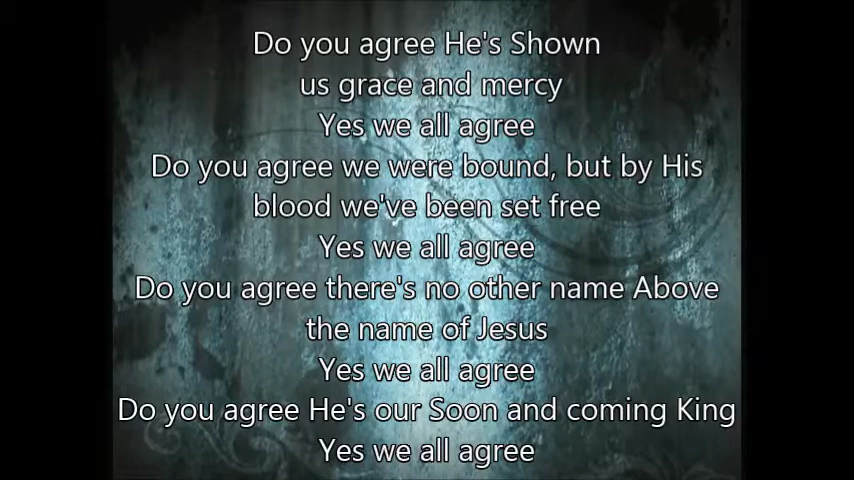 Do you agree He's Shown
us grace and mercy
Yes we all agree
Do you agree we were bound, but by His
blood we've been set free
Yes we all agree
Do you agree there's no other name Above
the name of Jesus
Yes we all agree
Do you agree He's our Soon and coming King
Yes we all agree